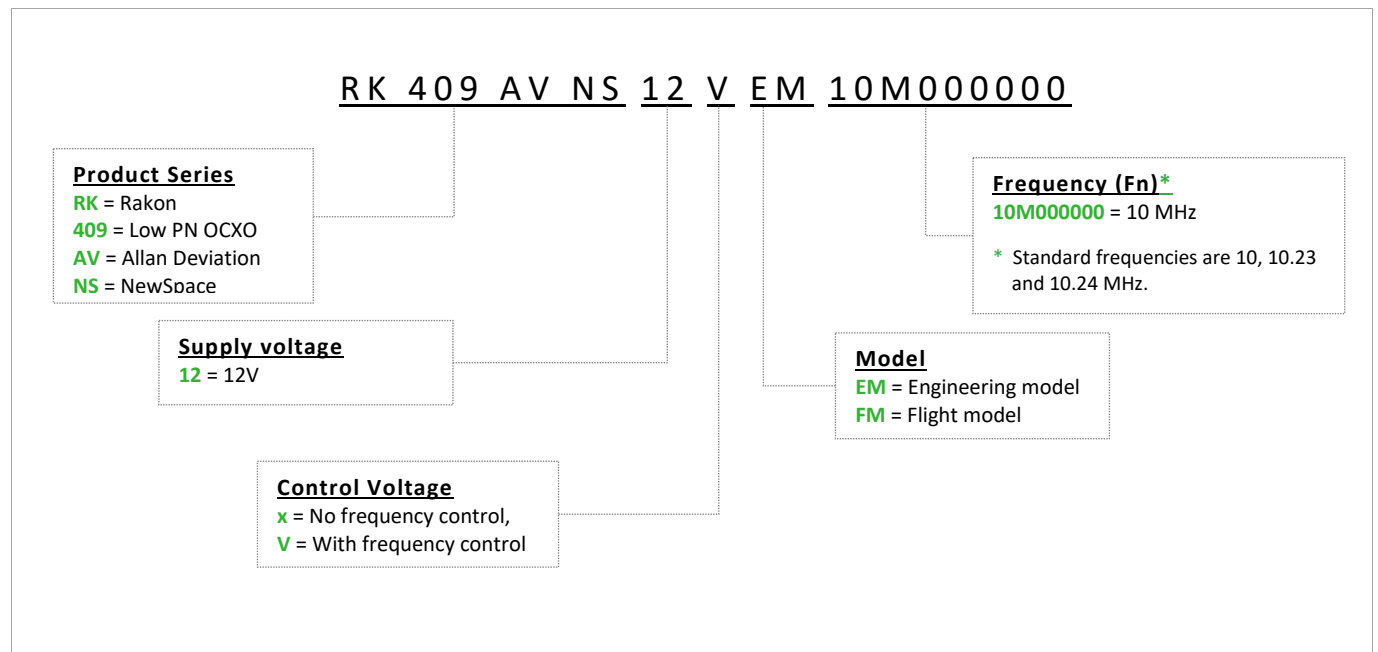 RK 409 AV NS 12 V EM 10M000000
Product Series
RK = Rakon
409 = Low PN OCXO
AV = Allan Deviation
NS = NewSpace
Frequency (Fn)*
10M000000 = 10 MHz
* Standard frequencies are 10, 10.23
and 10.24 MHz.
Supply voltage
12 = 12V
Model
EM = Engineering model
FM = Flight model
Control Voltage
x = No frequency control,
V = With frequency control